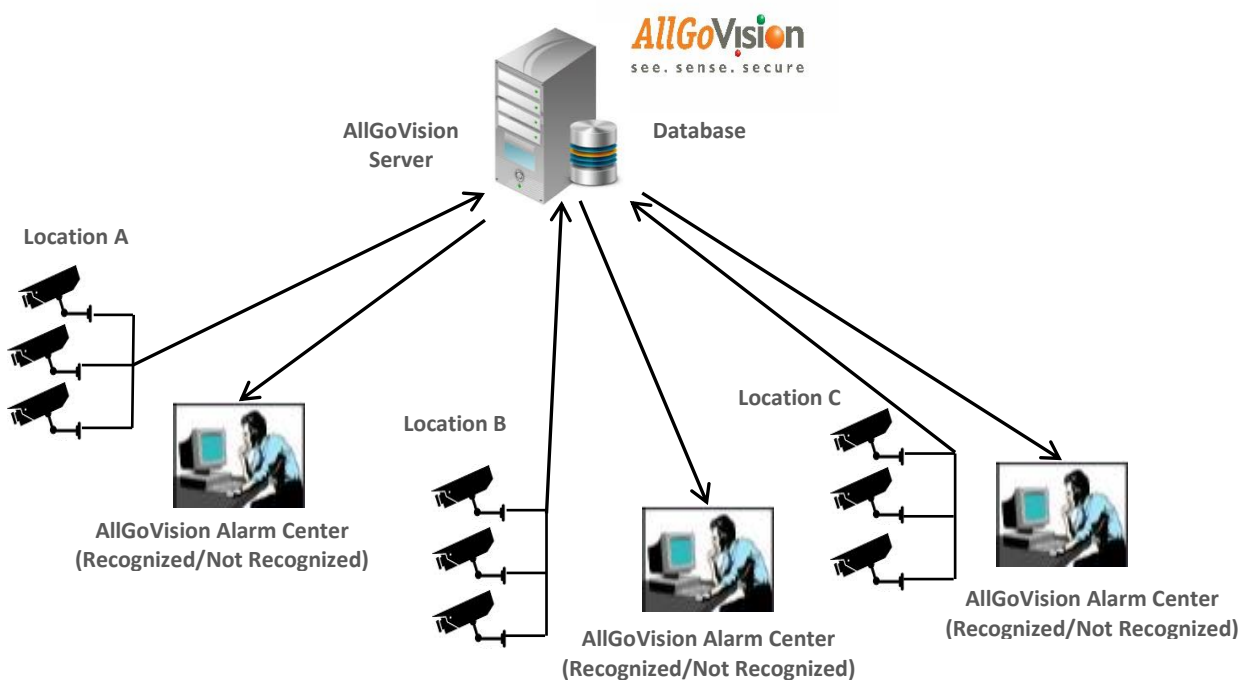 AllGoVision
see. sense. secure
AllGoVision
Server
Database
Location A
Location B
Location C
AllGoVision Alarm Center
(Recognized/Not Recognized)
AllGoVision Alarm Center
(Recognized/Not Recognized)
AllGoVision Alarm Center
(Recognized/Not Recognized)